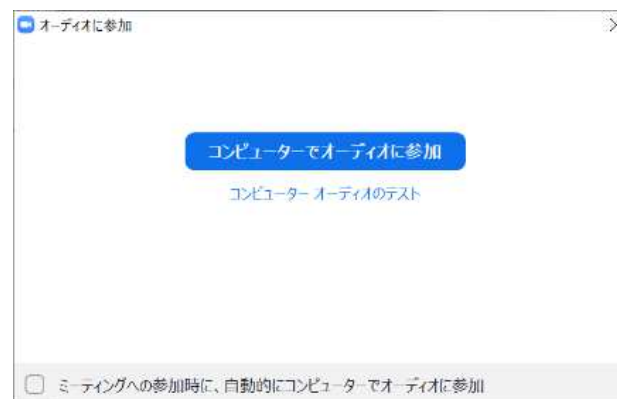 オーディオに参加
コンピューターでオーディオに参加
コンピューター オーディオのテスト
ミーティングへの参加時に、自動的にコンピューターでオーディオに参加